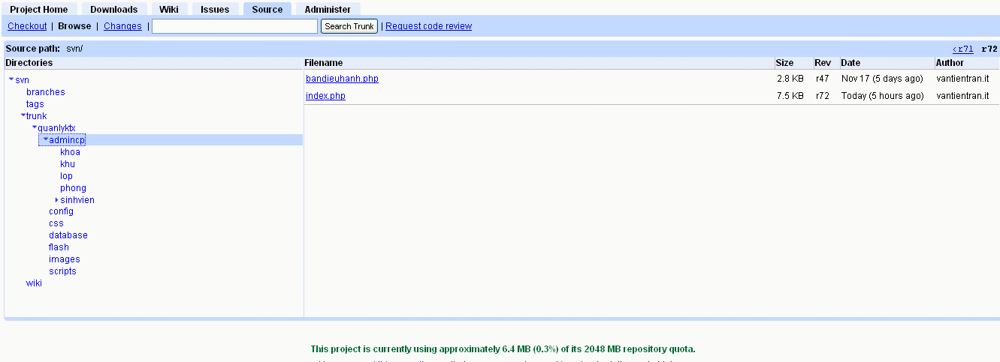 Project Home Downloads Wiki Issues Source Administer
Checkout | Browse | Changes | Search Trunk | Request code review
Source path: svn/ ‹r71 r72
Directories Filename Size Rev Date Author
svn bandieuhanh.php 2.8 KB r47 Nov 17 (5 days ago) vantientran.it
branches index.php 7.5 KB r72 Today (5 hours ago) vantientran.it
tags
trunk
quanlyktx
admincp
khoa
khu
lop
phong
sinhvien
config
css
database
flash
images
scripts
wiki
This project is currently using approximately 6.4 MB (0.3%) of its 2048 MB repository quota.